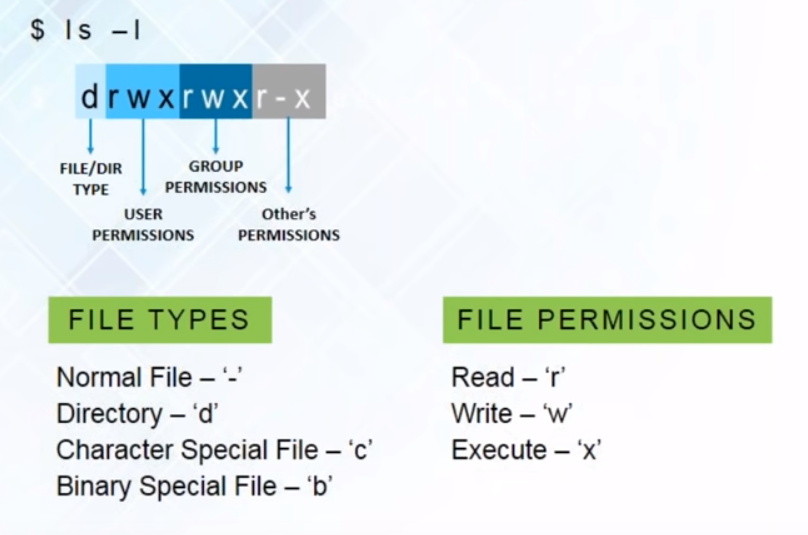 $ ls –l
drwxrwxr-x
FILE/DIR
TYPE
GROUP
PERMISSIONS
USER
PERMISSIONS
Other's
PERMISSIONS
FILE TYPES
Normal File – ‘-’
Directory – ‘d’
Character Special File – ‘c’
Binary Special File – ‘b’
FILE PERMISSIONS
Read – ‘r’
Write – ‘w’
Execute – ‘x’